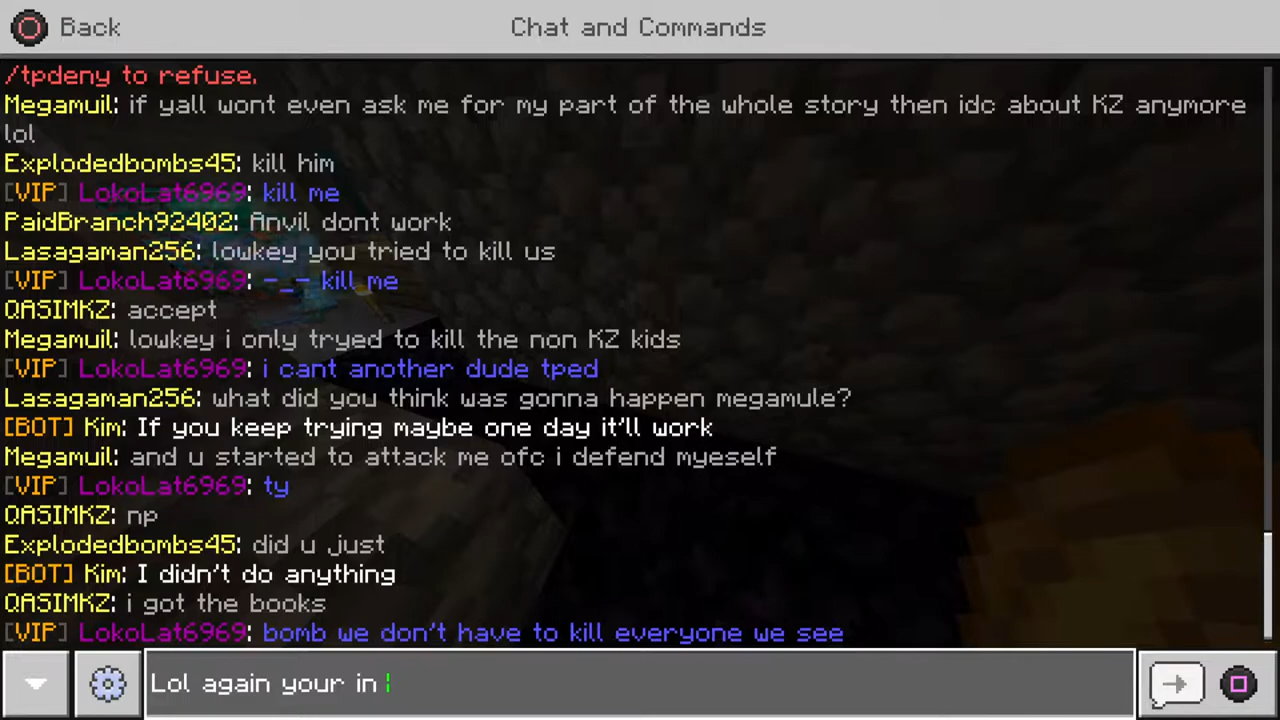 Back
Chat and Commands
/tpdeny to refuse.
Megamuil: if yall wont even ask me for my part of the whole story then idc about KZ anymore
lol
Explodedbombs45: kill him
[VIP] LokoLat6969: kill me
PaidBranch92402: Anvil dont work
Lasagaman256: lowkey you tried to kill us
[VIP] LokoLat6969: -_- kill me
QASIMKZ: accept
Megamuil: lowkey i only tryed to kill the non KZ kids
[VIP] LokoLat6969: i cant another dude tped
Lasagaman256: what did you think was gonna happen megamule?
[BOT] Kim: If you keep trying maybe one day it'll work
Megamuil: and u started to attack me ofc i defend myeself
[VIP] LokoLat6969: ty
QASIMKZ: np
Explodedbombs45: did u just
[BOT] Kim: I didn't do anything
QASIMKZ: i got the books
[VIP] LokoLat6969: bomb we don't have to kill everyone we see
Lol again your in